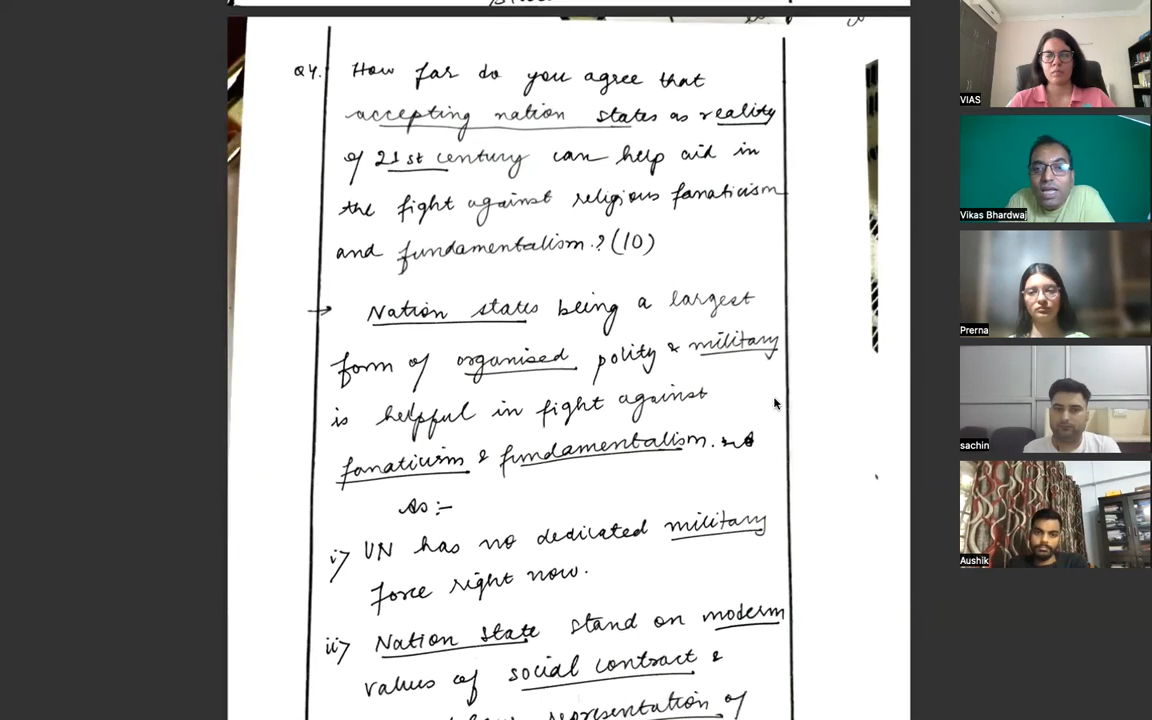 Q4. How far do you agree that
accepting nation states as reality
of 21st century can help aid in
the fight against religious fanaticism
and fundamentalism.? (10)
→ Nation states being a largest
form of organised polity & military
is helpful in fight against
fanaticism & fundamentalism.
As :-
i) UN has no dedicated military
force right now.
ii) Nation state stand on modern
values of social contract &
representation of
VIAS
Vikas Bhardwaj
Prerna
sachin
Aushik